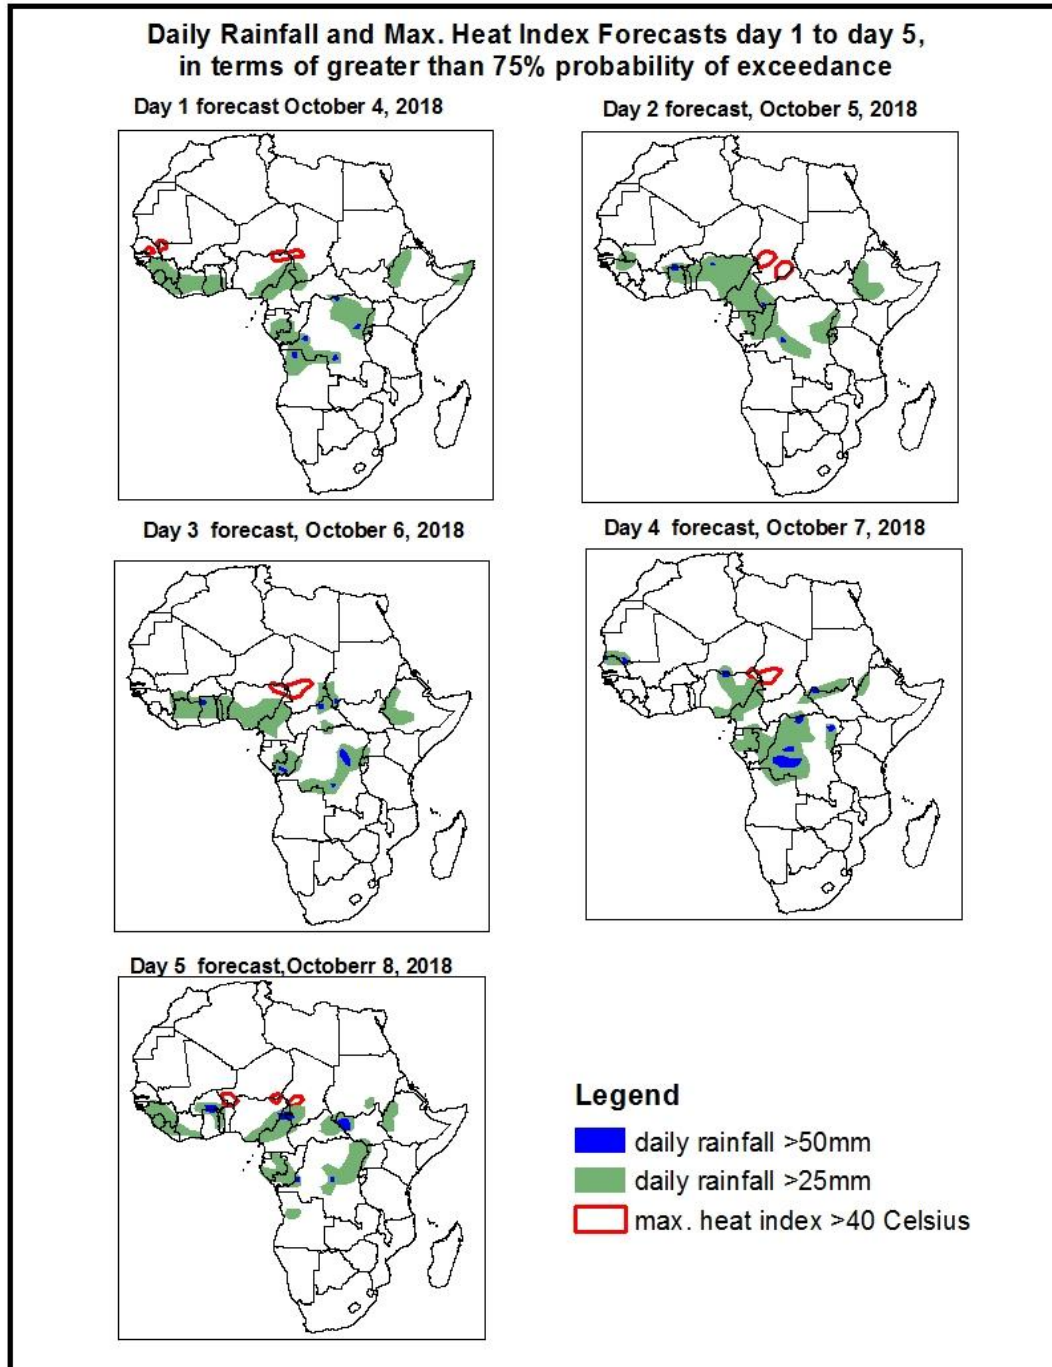 Daily Rainfall and Max. Heat Index Forecasts day 1 to day 5,
in terms of greater than 75% probability of exceedance
Day 1 forecast October 4, 2018
Day 2 forecast, October 5, 2018
Day 3 forecast, October 6, 2018
Day 4 forecast, October 7, 2018
Day 5 forecast,Octoberr 8, 2018
Legend
daily rainfall >50mm
daily rainfall >25mm
max. heat index >40 Celsius